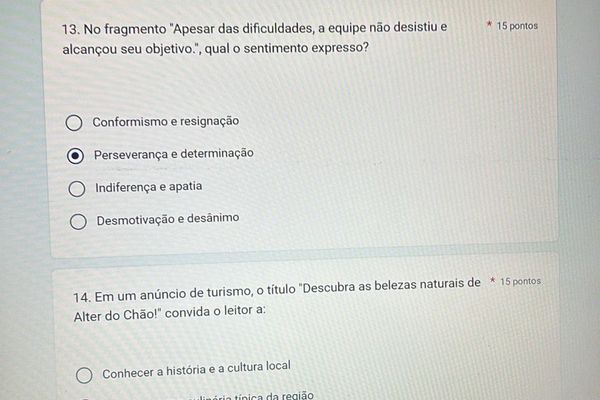 13. No fragmento "Apesar das dificuldades, a equipe não desistiu e
* 15 pontos
alcançou seu objetivo.", qual o sentimento expresso?
Conformismo e resignação
Perseverança e determinação
Indiferença e apatia
Desmotivação e desânimo
14. Em um anúncio de turismo, o título "Descubra as belezas naturais de
* 15 pontos
Alter do Chão!" convida o leitor a:
Conhecer a história e a cultura local
típica da região